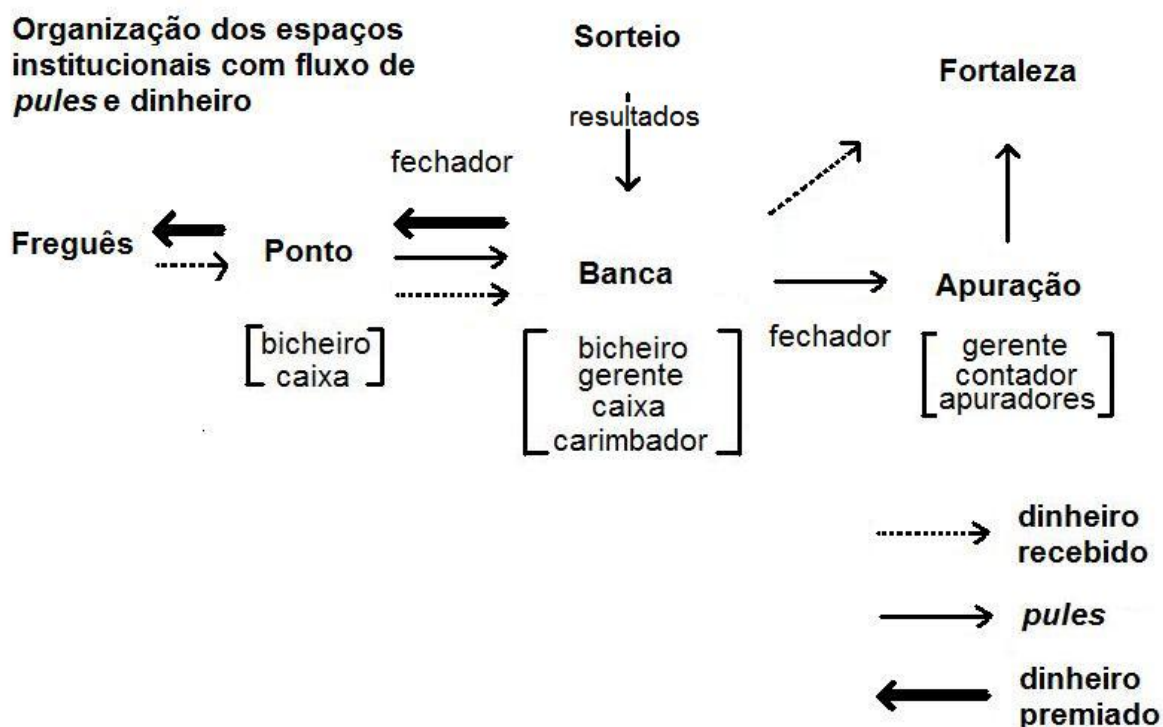 Organização dos espaços
institucionais com fluxo de
pules e dinheiro
Sorteio
resultados
Fortaleza
fechador
Freguês
Ponto
Banca
Apuração
fechador
bicheiro
caixa
bicheiro
gerente
caixa
carimbador
gerente
contador
apuradores
dinheiro
recebido
pules
dinheiro
premiado